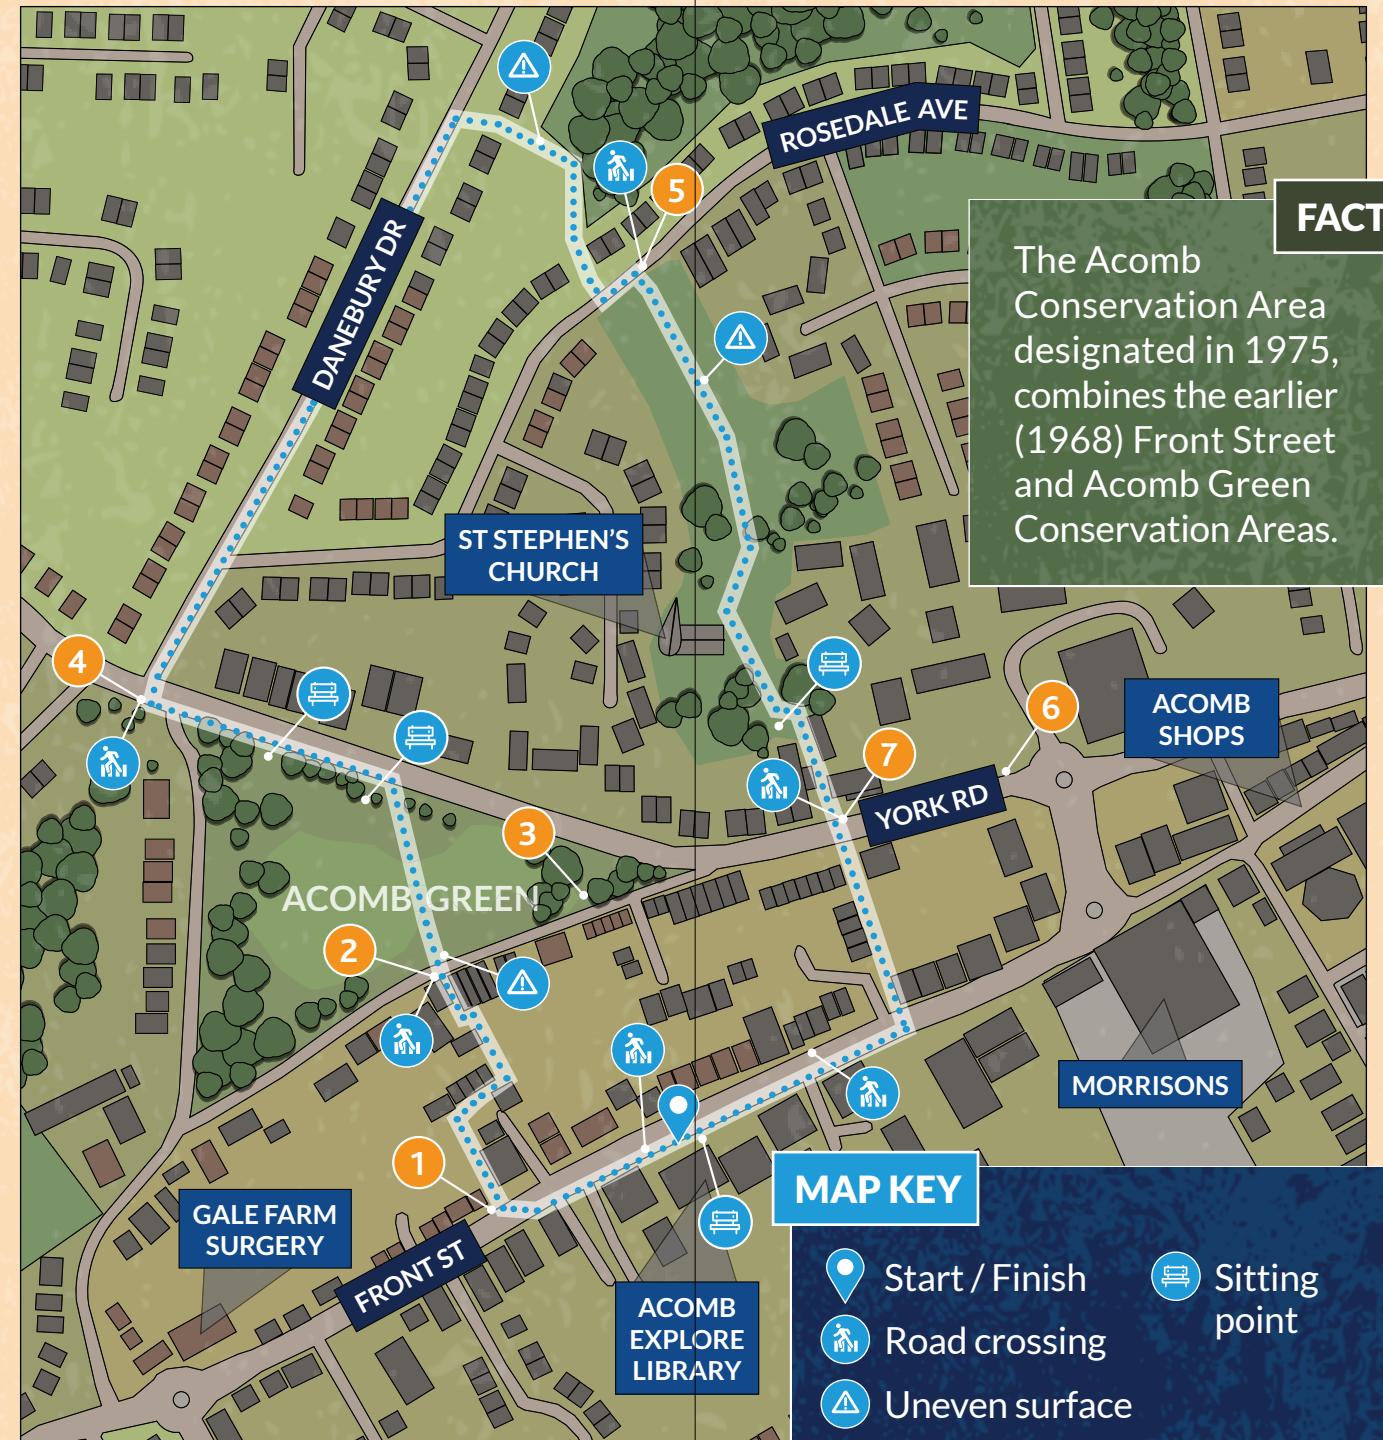 ROSEDALE AVE
5
FACT
The Acomb
Conservation Area
designated in 1975,
combines the earlier
(1968) Front Street
and Acomb Green
Conservation Areas.
DANEBURY DR
ST STEPHEN'S
CHURCH
4
6
ACOMB
SHOPS
7
YORK RD
3
ACOMB GREEN
2
MORRISONS
1
GALE FARM
SURGERY
FRONT ST
ACOMB
EXPLORE
LIBRARY
MAP KEY
Start / Finish
Road crossing
Uneven surface
Sitting
point